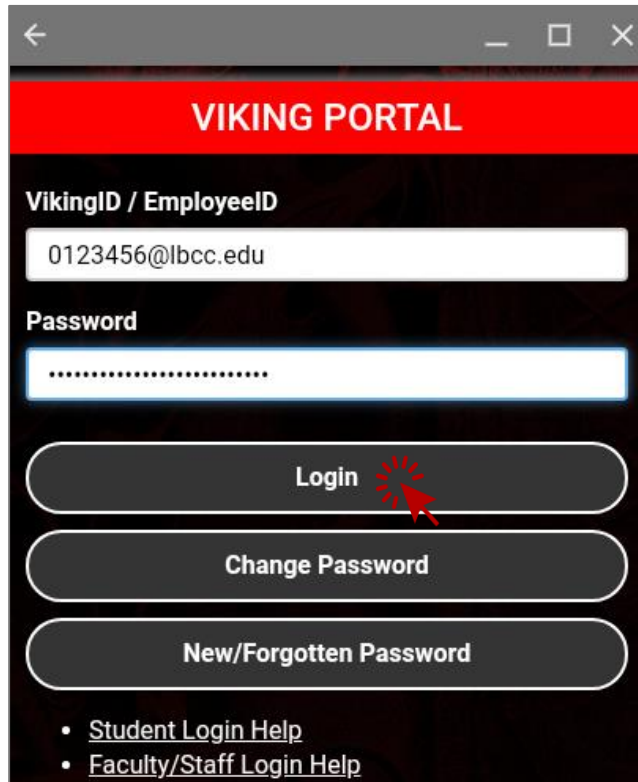 VIKING PORTAL
VikingID / EmployeeID
0123456@lbcc.edu
Password
••••••••••••••••••••••••••
Login
Change Password
New/Forgotten Password
• Student Login Help
• Faculty/Staff Login Help